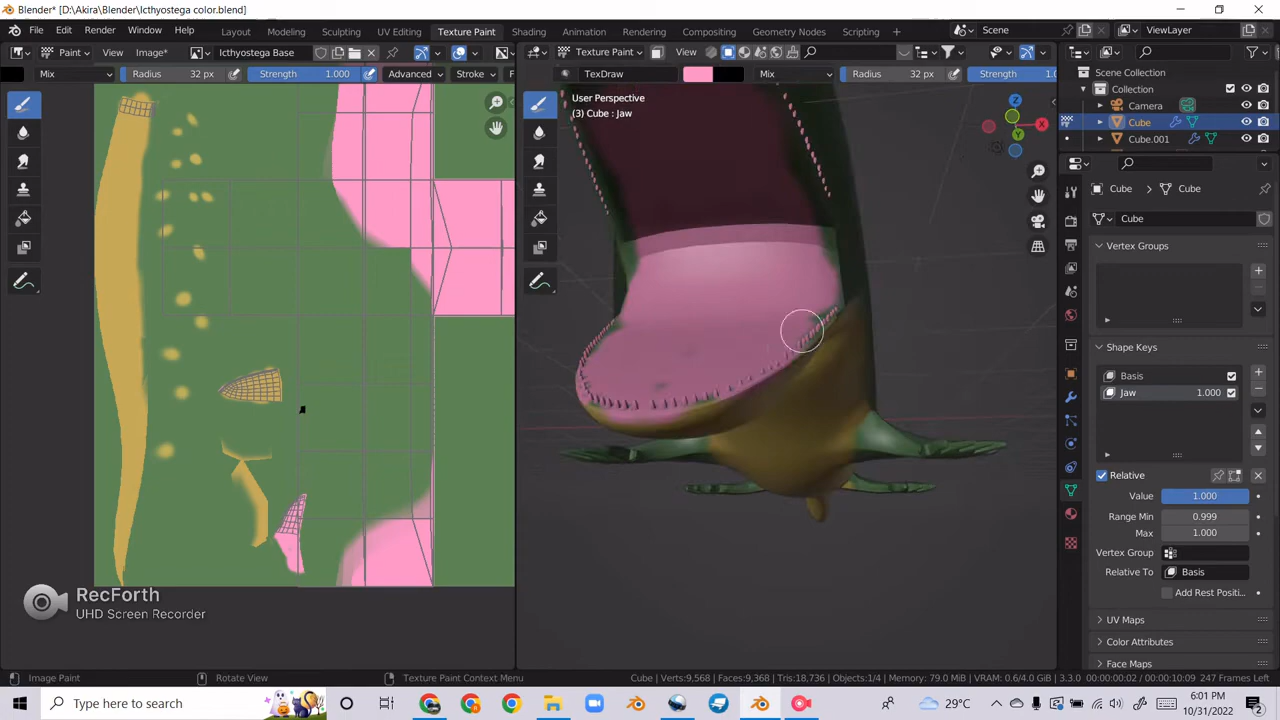 Blender* [D:\Akira\Blender\Icthyostega color.blend]
File Edit Render Window Help Layout Modeling Sculpting UV Editing Texture Paint Shading Animation Rendering Compositing Geometry Nodes Scripting Scene ViewLayer
Paint View Image* Icthyostega Base Texture Paint View
Mix Radius 32 px Strength 1.000 Advanced Stroke F TexDraw Mix Radius 32 px Strength 1.0
User Perspective
(3) Cube : Jaw
Scene Collection
Collection
Camera
Cube
Cube.001
Cube Cube
Cube
Vertex Groups
Shape Keys
Basis
Jaw 1.000
Relative
Value 1.000
Range Min 0.999
Max 1.000
Vertex Group
Relative To Basis
Add Rest Positi...
UV Maps
Color Attributes
Face Maps
RecForth
UHD Screen Recorder
Image Paint Rotate View Texture Paint Context Menu Cube | Verts:9,568 | Faces:9,368 | Tris:18,736 | Objects:1/4 | Memory: 79.0 MiB | VRAM: 0.6/4.0 GiB | 3.3.0
Type here to search 29°C 6:01 PM
10/31/2022
2